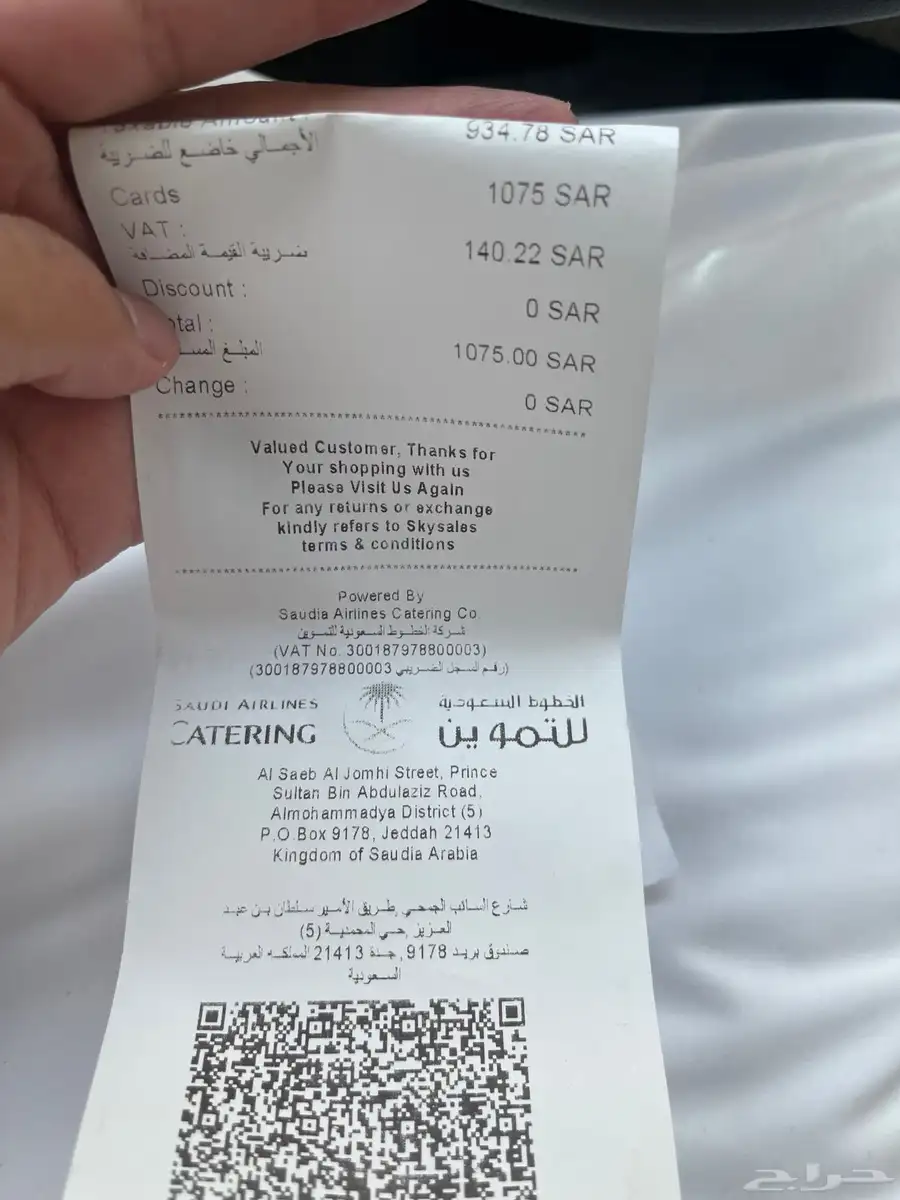 Taxable Amount :
934.78 SAR
الأجمالي خاضع للضريبة
Cards 1075 SAR
VAT :
ضريبة القيمة المضافة 140.22 SAR
Discount :
0 SAR
otal :
المبلغ 1075.00 SAR
Change :
0 SAR
Valued Customer, Thanks for
Your shopping with us
Please Visit Us Again
For any returns or exchange
kindly refers to Skysales
terms & conditions
Powered By
Saudia Airlines Catering Co.
شركة الخطوط السعودية للتموين
(VAT No. 300187978800003)
(رقم السجل الضريبي 300187978800003)
SAUDI AIRLINES
CATERING
الخطوط السعودية
للتموين
Al Saeb Al Jomhi Street, Prince
Sultan Bin Abdulaziz Road,
Almohammadya District (5)
P.O.Box 9178, Jeddah 21413
Kingdom of Saudia Arabia
شارع السائب الجمحي ,طريق الأمير سلطان بن عبد
العزيز ,حي المحمدية (5)
صندوق بريد 9178, جدة 21413 المملكه العربية
السعودية
حراج